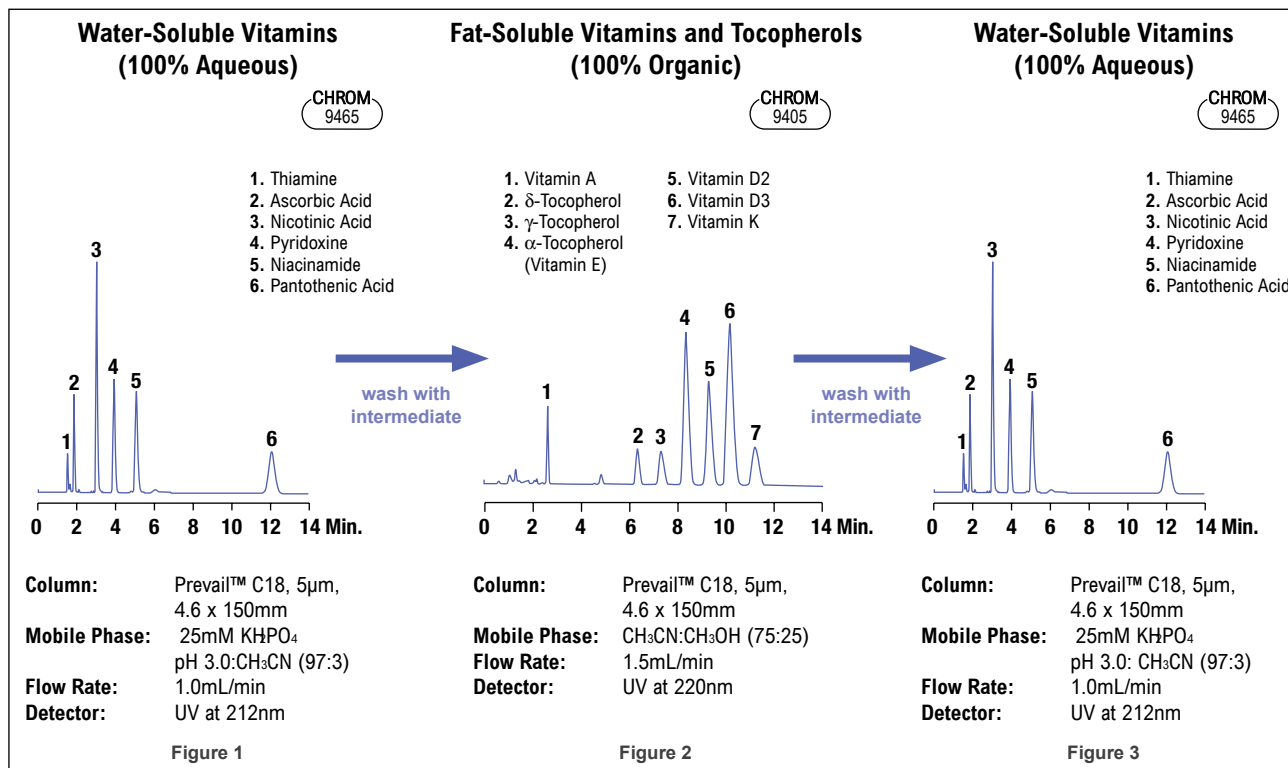 Water-Soluble Vitamins
(100% Aqueous)
CHROM
9465
1. Thiamine
2. Ascorbic Acid
3. Nicotinic Acid
4. Pyridoxine
5. Niacinamide
6. Pantothenic Acid
1
2
3
4
5
6
0 2 4 6 8 10 12 14 Min.
Column: Prevail™ C18, 5µm,
4.6 x 150mm
Mobile Phase: 25mM KH2PO4
pH 3.0:CH3CN (97:3)
Flow Rate: 1.0mL/min
Detector: UV at 212nm
Figure 1
wash with
intermediate
Fat-Soluble Vitamins and Tocopherols
(100% Organic)
CHROM
9405
1. Vitamin A
2. δ-Tocopherol
3. γ-Tocopherol
4. α-Tocopherol
(Vitamin E)
5. Vitamin D2
6. Vitamin D3
7. Vitamin K
1
2
3
4
5
6
7
0 2 4 6 8 10 12 14 Min.
Column: Prevail™ C18, 5µm,
4.6 x 150mm
Mobile Phase: CH3CN:CH3OH (75:25)
Flow Rate: 1.5mL/min
Detector: UV at 220nm
Figure 2
wash with
intermediate
Water-Soluble Vitamins
(100% Aqueous)
CHROM
9465
1. Thiamine
2. Ascorbic Acid
3. Nicotinic Acid
4. Pyridoxine
5. Niacinamide
6. Pantothenic Acid
1
2
3
4
5
6
0 2 4 6 8 10 12 14 Min.
Column: Prevail™ C18, 5µm,
4.6 x 150mm
Mobile Phase: 25mM KH2PO4
pH 3.0: CH3CN (97:3)
Flow Rate: 1.0mL/min
Detector: UV at 212nm
Figure 3